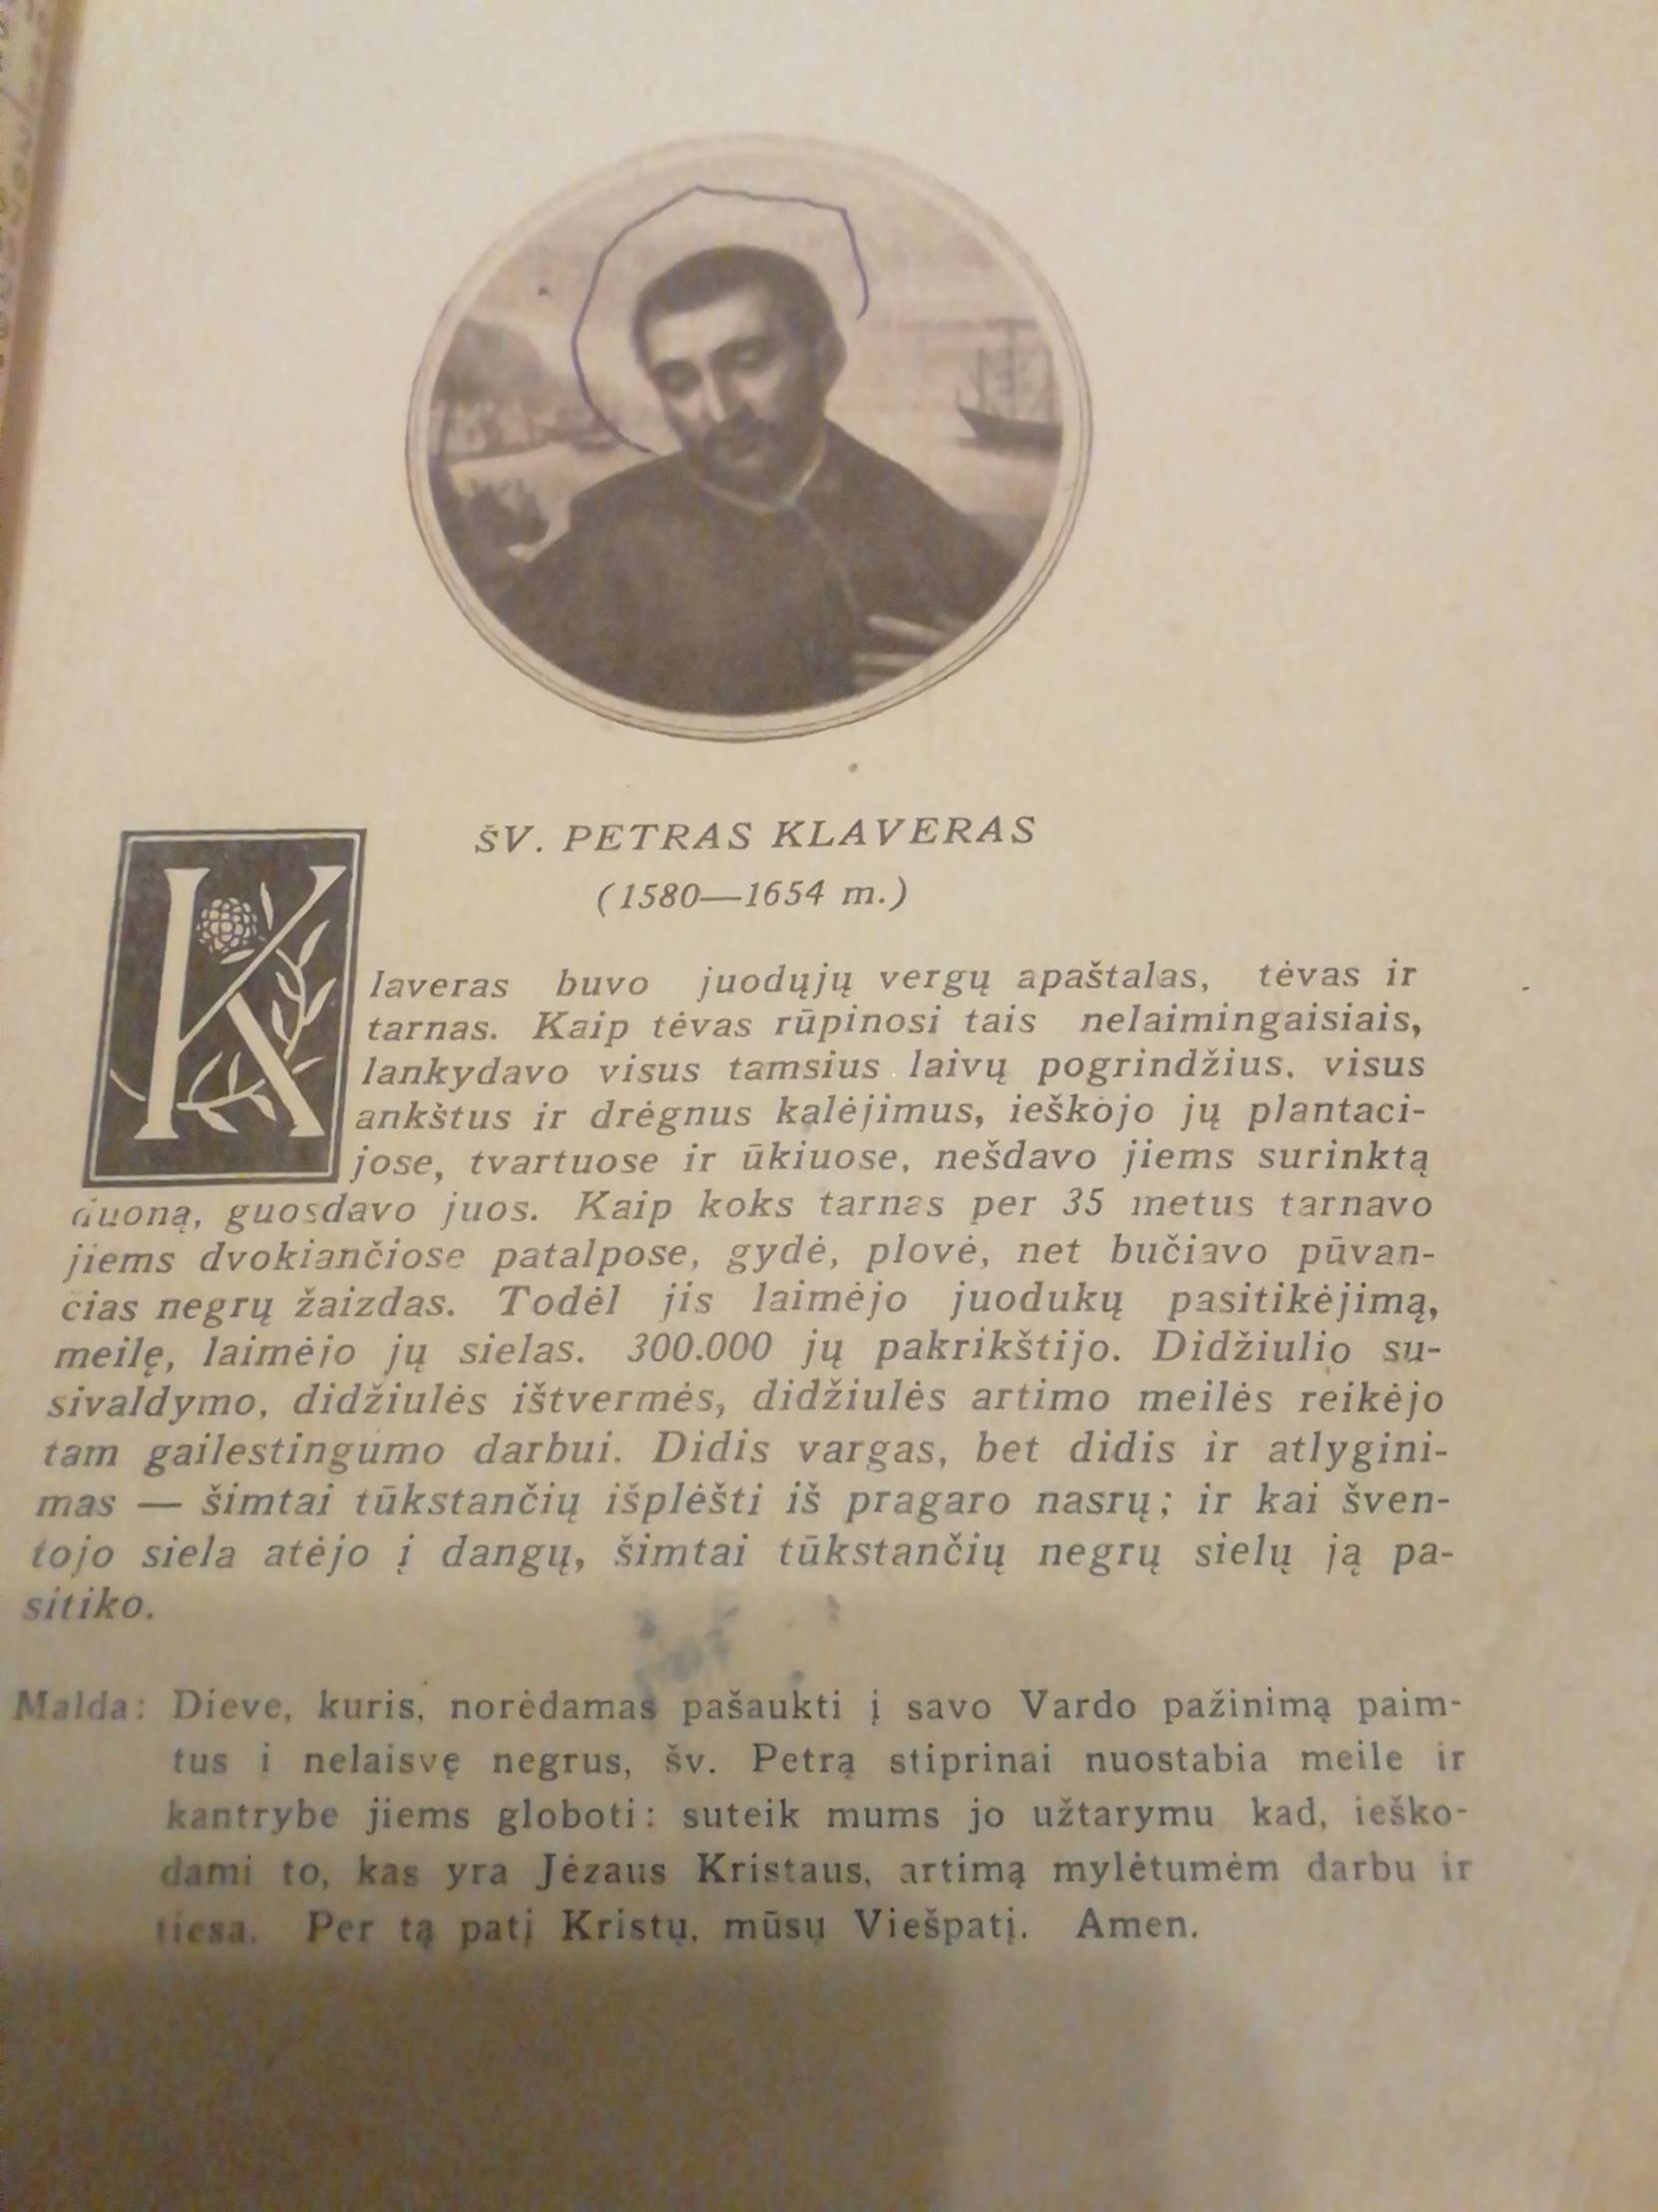 ŠV. PETRAS KLAVERAS
(1580—1654 m.)
Klaveras buvo juodųjų vergų apaštalas, tėvas ir
tarnas. Kaip tėvas rūpinosi tais nelaimingaisiais,
lankydavo visus tamsius laivų pogrindžius, visus
ankštus ir drėgnus kalėjimus, ieškojo jų plantaci-
jose, tvartuose ir ūkiuose, nešdavo jiems surinktą
duoną, guosdavo juos. Kaip koks tarnas per 35 metus tarnavo
jiems dvokiančiose patalpose, gydė, plovė, net bučiavo pūvan-
čias negrų žaizdas. Todėl jis laimėjo juodukų pasitikėjimą,
meilę, laimėjo jų sielas. 300.000 jų pakrikštijo. Didžiulio su-
sivaldymo, didžiulės ištvermės, didžiulės artimo meilės reikėjo
tam gailestingumo darbui. Didis vargas, bet didis ir atlygini-
mas — šimtai tūkstančių išplėšti iš pragaro nasrų; ir kai šven-
tojo siela atėjo į dangų, šimtai tūkstančių negrų sielų ją pa-
sitiko.
Malda: Dieve, kuris, norėdamas pašaukti į savo Vardo pažinimą paim-
tus i nelaisvę negrus, šv. Petrą stiprinai nuostabia meile ir
kantrybe jiems globoti: suteik mums jo užtarymu kad, ieško-
dami to, kas yra Jėzaus Kristaus, artimą mylėtumėm darbu ir
tiesa. Per tą patį Kristų, mūsų Viešpatį. Amen.